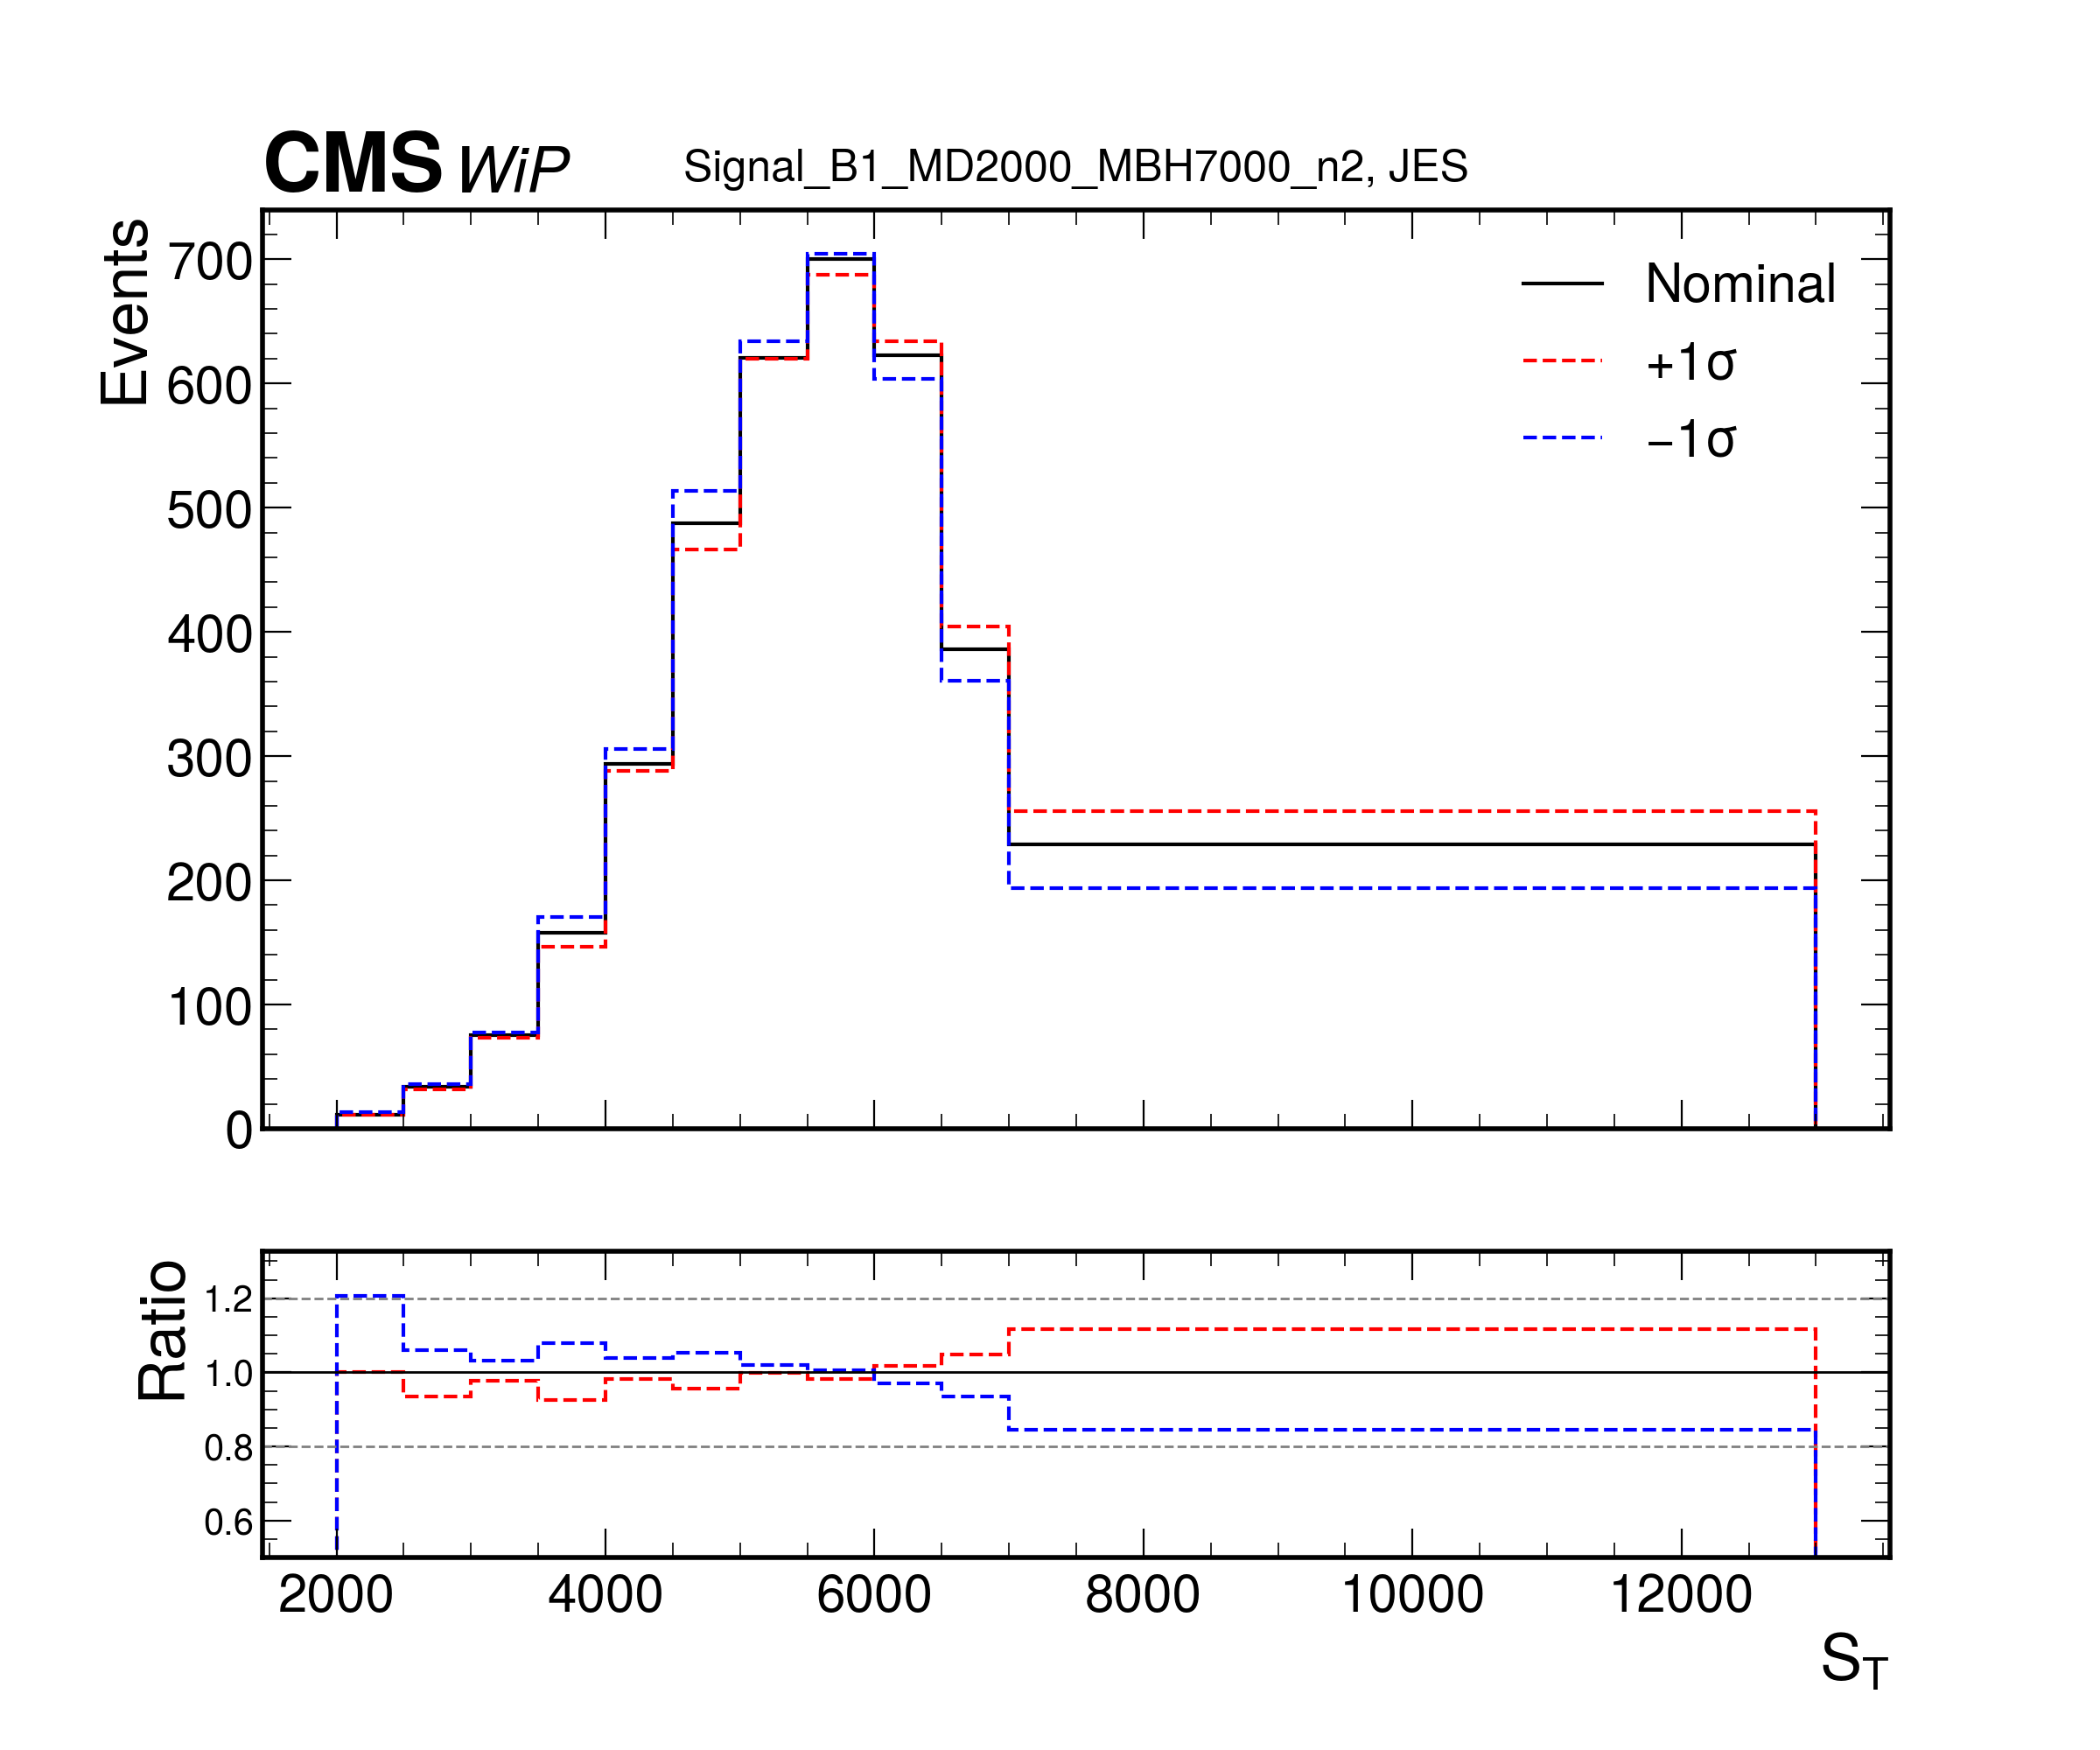 CMS WiP Signal_B1_MD2000_MBH7000_n2, JES
Events
700
600
500
400
300
200
100
0
Nominal
+1σ
−1σ
Ratio
1.2
1.0
0.8
0.6
2000 4000 6000 8000 10000 12000
S_T